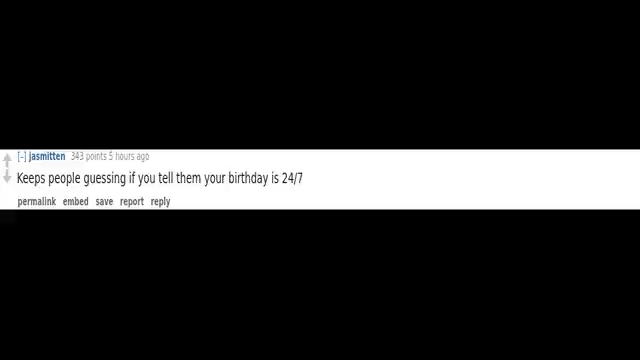 [-] jasmitten 343 points 5 hours ago
Keeps people guessing if you tell them your birthday is 24/7
permalink embed save report reply